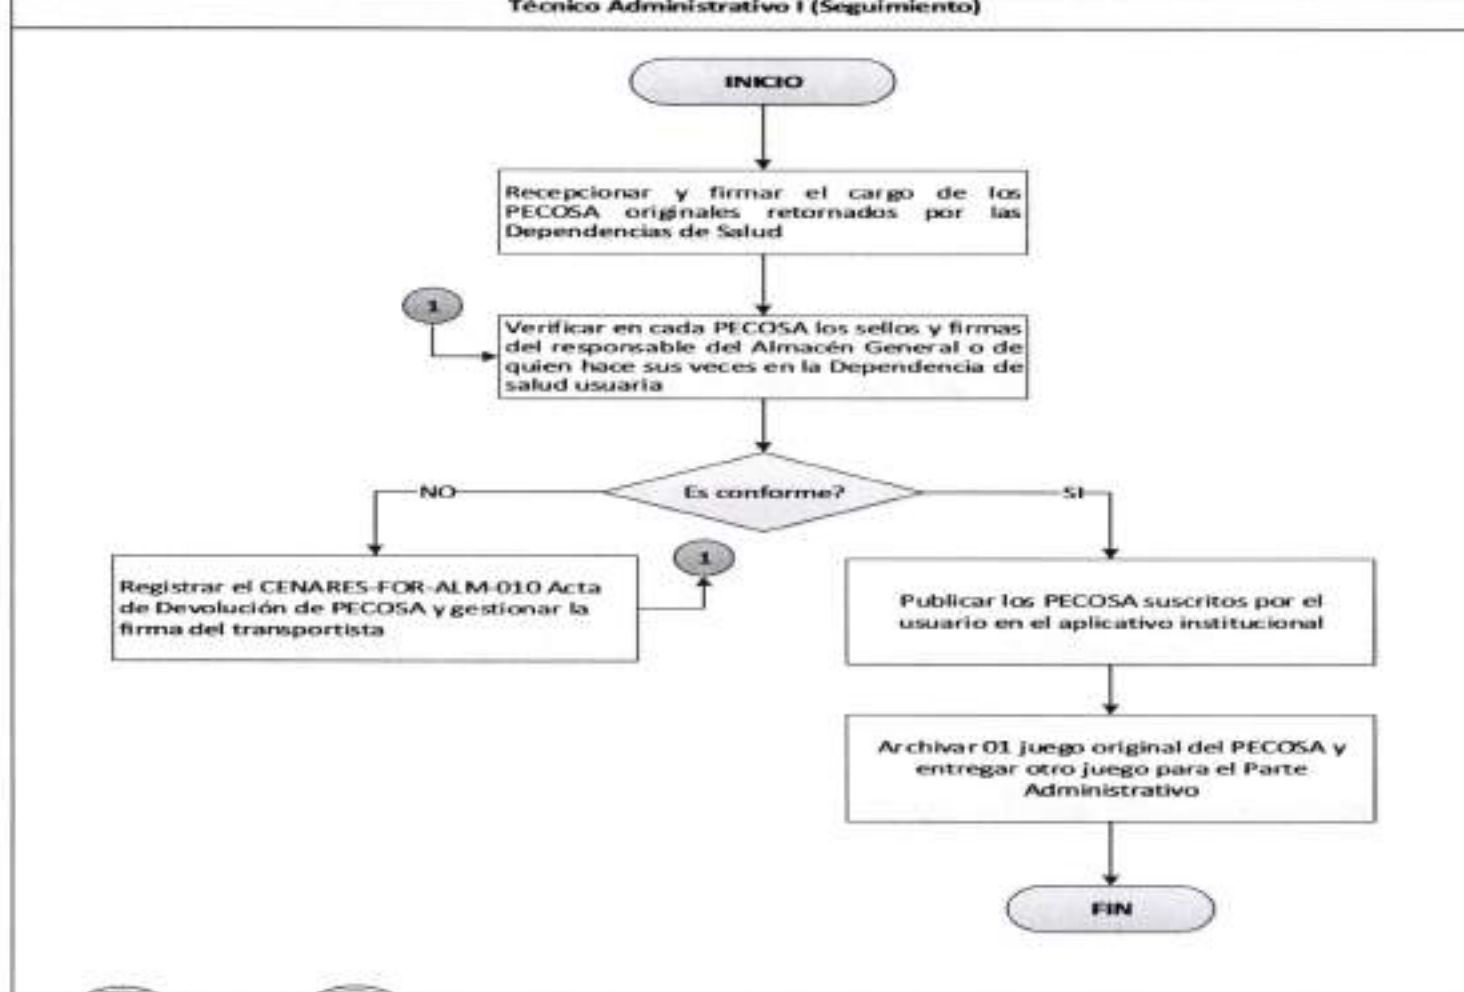 Técnico Administrativo I (Seguimiento)
INICIO
Recepcionar y firmar el cargo de los
PECOSA originales retornados por las
Dependencias de Salud
1
Verificar en cada PECOSA los sellos y firmas
del responsable del Almacén General o de
quien hace sus veces en la Dependencia de
salud usuaria
Es conforme?
NO
SI
1
Registrar el CENARES-FOR-ALM-010 Acta
de Devolución de PECOSA y gestionar la
firma del transportista
Publicar los PECOSA suscritos por el
usuario en el aplicativo institucional
Archivar 01 juego original del PECOSA y
entregar otro juego para el Parte
Administrativo
FIN